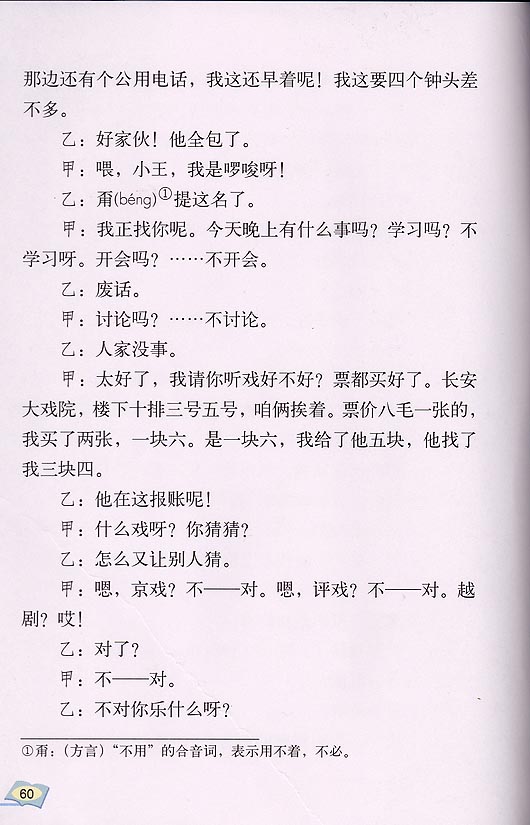 那边还有个公用电话，我这还早着呢！我这要四个钟头差
不多。
乙：好家伙！他全包了。
甲：喂，小王，我是啰唆呀！
乙：甭(béng)①提这名了。
甲：我正找你呢。今天晚上有什么事吗？学习吗？不
学习呀。开会吗？……不开会。
乙：废话。
甲：讨论吗？……不讨论。
乙：人家没事。
甲：太好了，我请你听戏好不好？票都买好了。长安
大戏院，楼下十排三号五号，咱俩挨着。票价八毛一张的，
我买了两张，一块六。是一块六，我给了他五块，他找了
我三块四。
乙：他在这报账呢！
甲：什么戏呀？你猜猜？
乙：怎么又让别人猜。
甲：嗯，京戏？不——对。嗯，评戏？不——对。越
剧？哎！
乙：对了？
甲：不——对。
乙：不对你乐什么呀？
①甭：（方言）“不用”的合音词，表示用不着，不必。
60